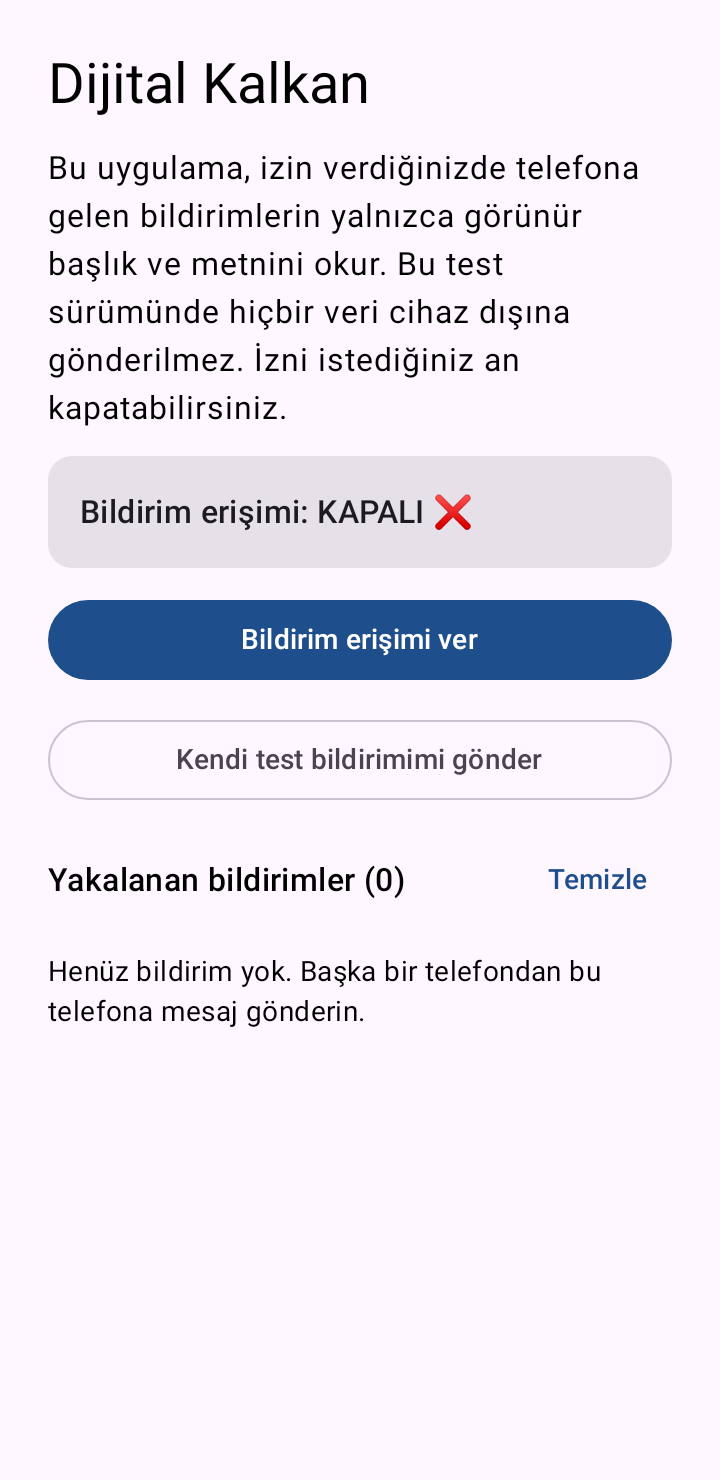 Dijital Kalkan
Bu uygulama, izin verdiğinizde telefona
gelen bildirimlerin yalnızca görünür
başlık ve metnini okur. Bu test
sürümünde hiçbir veri cihaz dışına
gönderilmez. İzni istediğiniz an
kapatabilirsiniz.
Bildirim erişimi: KAPALI ❌
Bildirim erişimi ver
Kendi test bildirimimi gönder
Yakalanan bildirimler (0)
Temizle
Henüz bildirim yok. Başka bir telefondan bu
telefona mesaj gönderin.